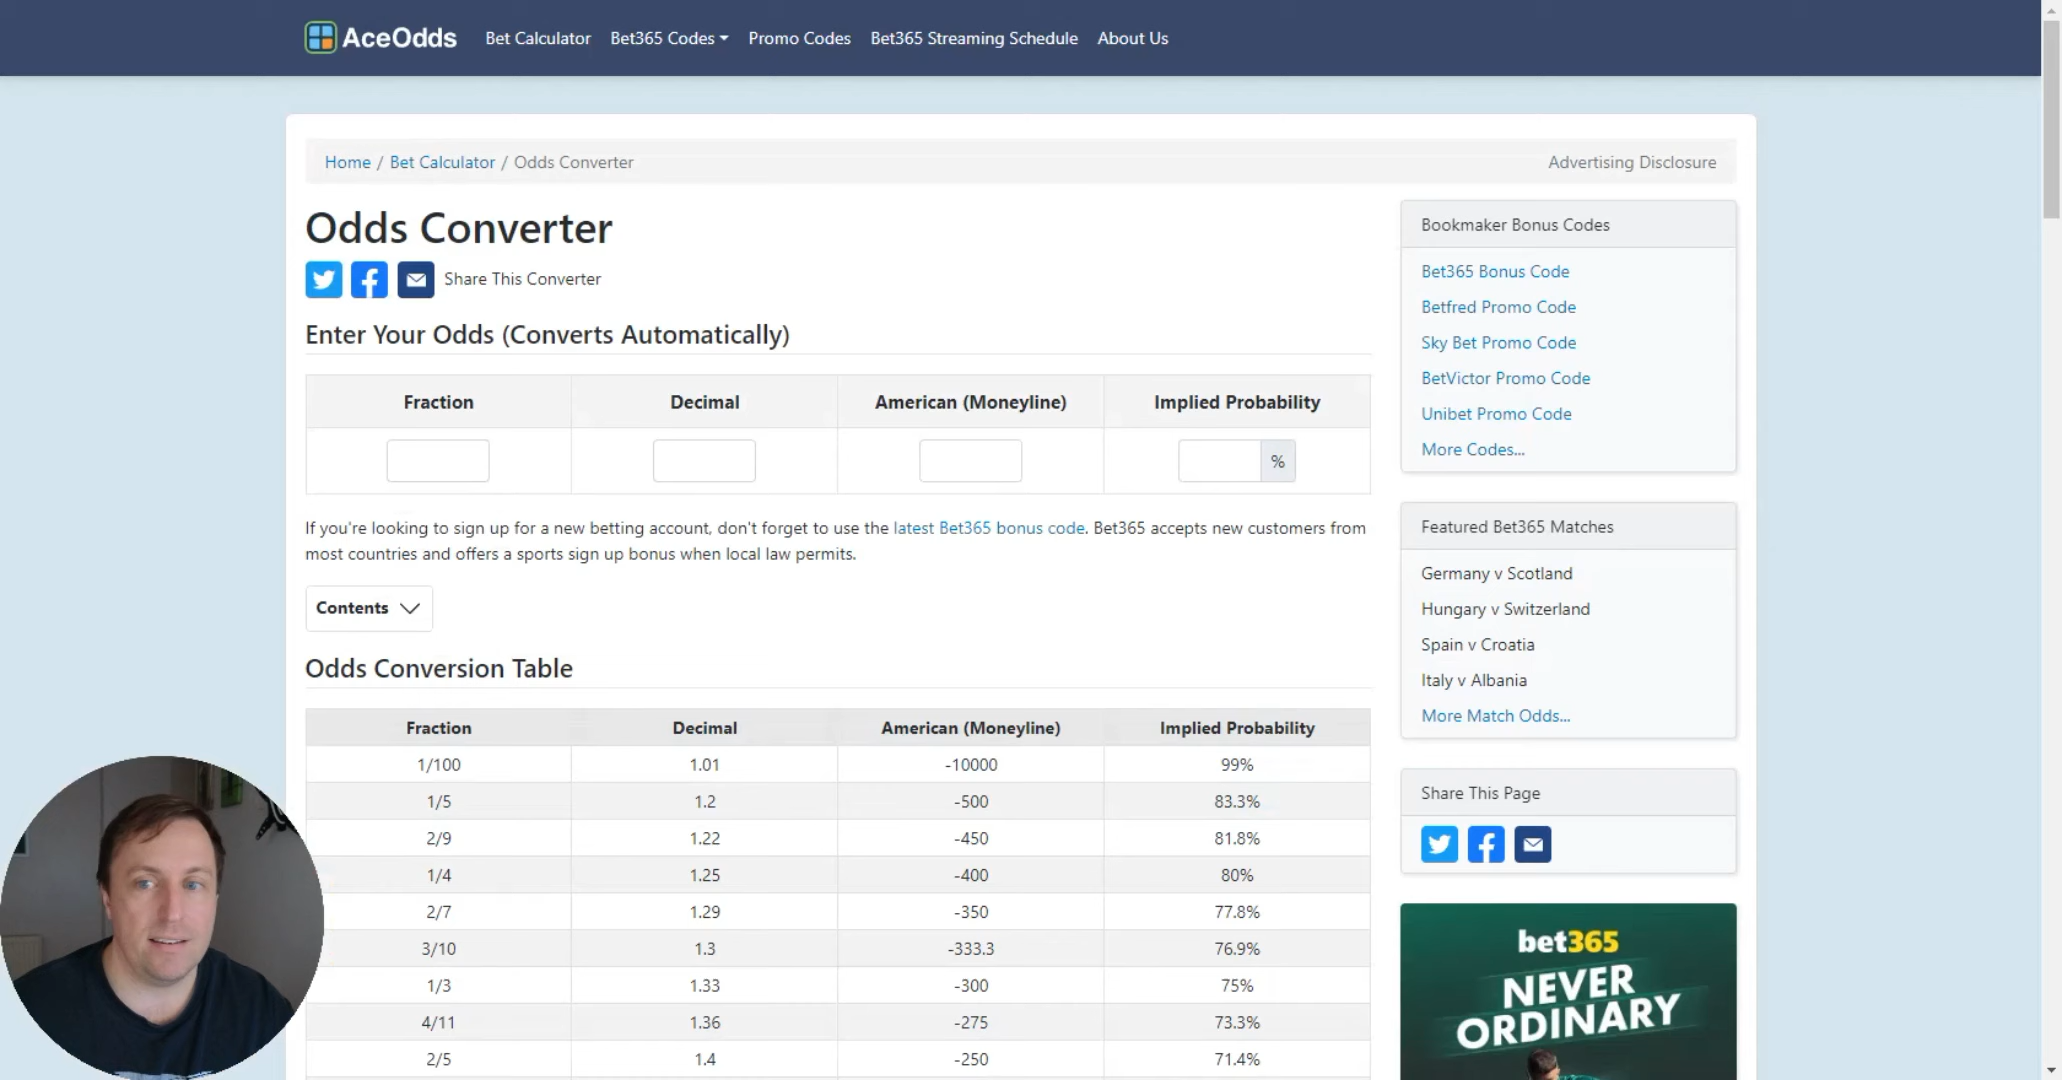 AceOdds Bet Calculator Bet365 Codes Promo Codes Bet365 Streaming Schedule About Us
Home / Bet Calculator / Odds Converter Advertising Disclosure
Odds Converter
Share This Converter
Enter Your Odds (Converts Automatically)
Fraction Decimal American (Moneyline) Implied Probability
%
If you're looking to sign up for a new betting account, don't forget to use the latest Bet365 bonus code. Bet365 accepts new customers from
most countries and offers a sports sign up bonus when local law permits.
Contents
Odds Conversion Table
Fraction Decimal American (Moneyline) Implied Probability
1/100 1.01 -10000 99%
1/5 1.2 -500 83.3%
2/9 1.22 -450 81.8%
1/4 1.25 -400 80%
2/7 1.29 -350 77.8%
3/10 1.3 -333.3 76.9%
1/3 1.33 -300 75%
4/11 1.36 -275 73.3%
2/5 1.4 -250 71.4%
Bookmaker Bonus Codes
Bet365 Bonus Code
Betfred Promo Code
Sky Bet Promo Code
BetVictor Promo Code
Unibet Promo Code
More Codes...
Featured Bet365 Matches
Germany v Scotland
Hungary v Switzerland
Spain v Croatia
Italy v Albania
More Match Odds...
Share This Page
bet365
NEVER
ORDINARY